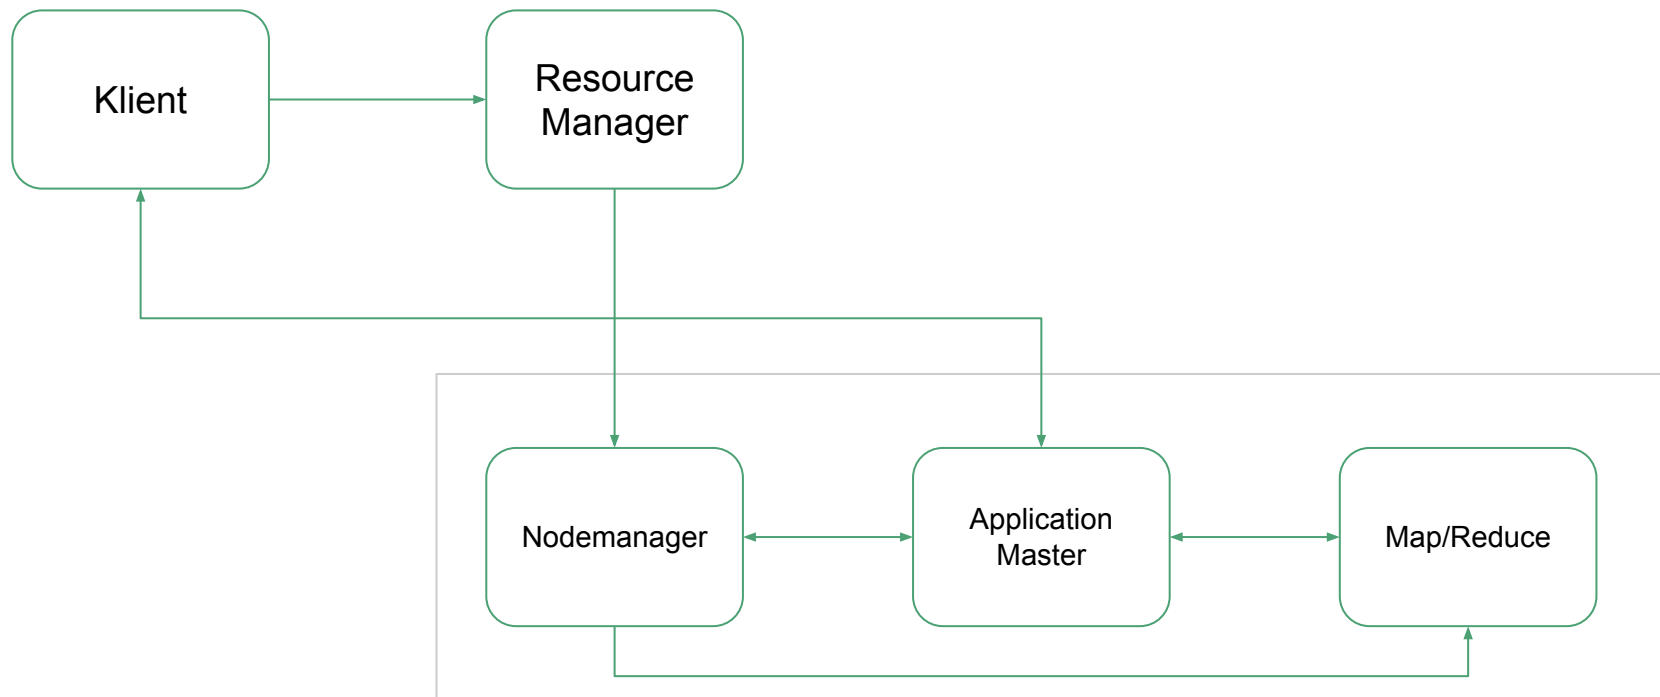 Klient
Resource
Manager
Nodemanager
Application
Master
Map/Reduce